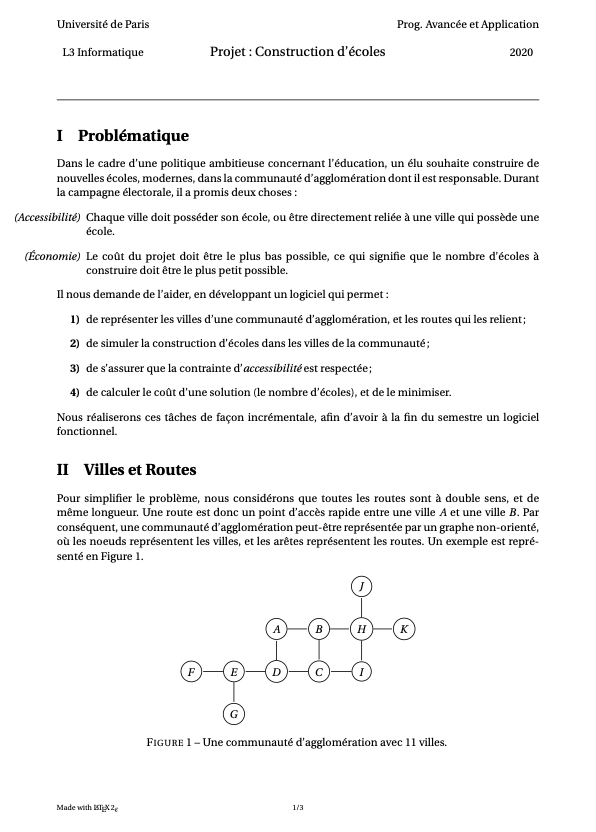 Université de Paris
Prog. Avancée et Application
L3 Informatique
Projet : Construction d'écoles
2020
I Problématique
Dans le cadre d'une politique ambitieuse concernant l'éducation, un élu souhaite construire de
nouvelles écoles, modernes, dans la communauté d'agglomération dont il est responsable. Durant
la campagne électorale, il a promis deux choses :
(Accessibilité) Chaque ville doit posséder son école, ou être directement reliée à une ville qui possède une
école.
(Économie) Le coût du projet doit être le plus bas possible, ce qui signifie que le nombre d'écoles à
construire doit être le plus petit possible.
Il nous demande de l'aider, en développant un logiciel qui permet :
1) de représenter les villes d'une communauté d'agglomération, et les routes qui les relient ;
2) de simuler la construction d'écoles dans les villes de la communauté ;
3) de s'assurer que la contrainte d'accessibilité est respectée ;
4) de calculer le coût d'une solution (le nombre d'écoles), et de le minimiser.
Nous réaliserons ces tâches de façon incrémentale, afin d'avoir à la fin du semestre un logiciel
fonctionnel.
II Villes et Routes
Pour simplifier le problème, nous considérons que toutes les routes sont à double sens, et de
même longueur. Une route est donc un point d'accès rapide entre une ville A et une ville B. Par
conséquent, une communauté d'agglomération peut-être représentée par un graphe non-orienté,
où les noeuds représentent les villes, et les arêtes représentent les routes. Un exemple est repré-
senté en Figure 1.
J
A B H K
F E D C I
G
FIGURE 1 – Une communauté d'agglomération avec 11 villes.
Made with LATEX2ε
1/3